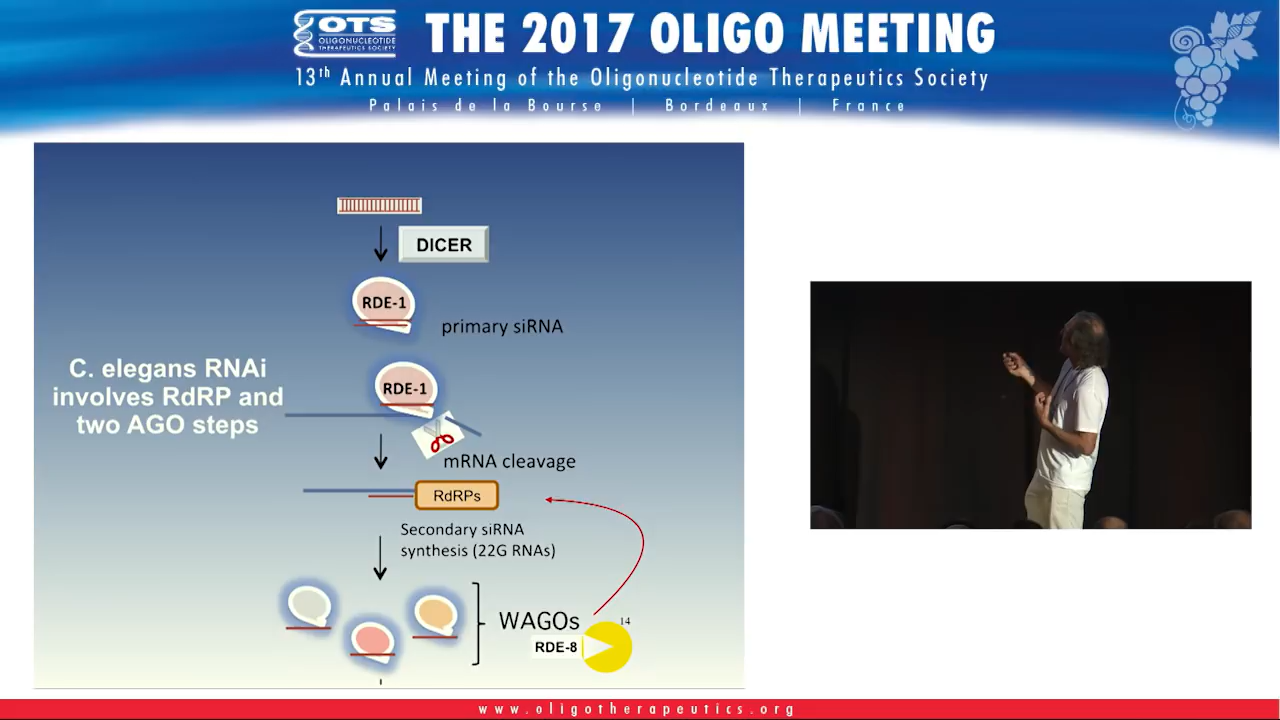 OTS
OLIGONUCLEOTIDE
THERAPEUTICS SOCIETY
THE 2017 OLIGO MEETING
13th Annual Meeting of the Oligonucleotide Therapeutics Society
Palais de la Bourse | Bordeaux | France
DICER
RDE-1
primary siRNA
C. elegans RNAi
involves RdRP and
two AGO steps
RDE-1
mRNA cleavage
RdRPs
Secondary siRNA
synthesis (22G RNAs)
WAGOs
14
RDE-8
www.oligotherapeutics.org